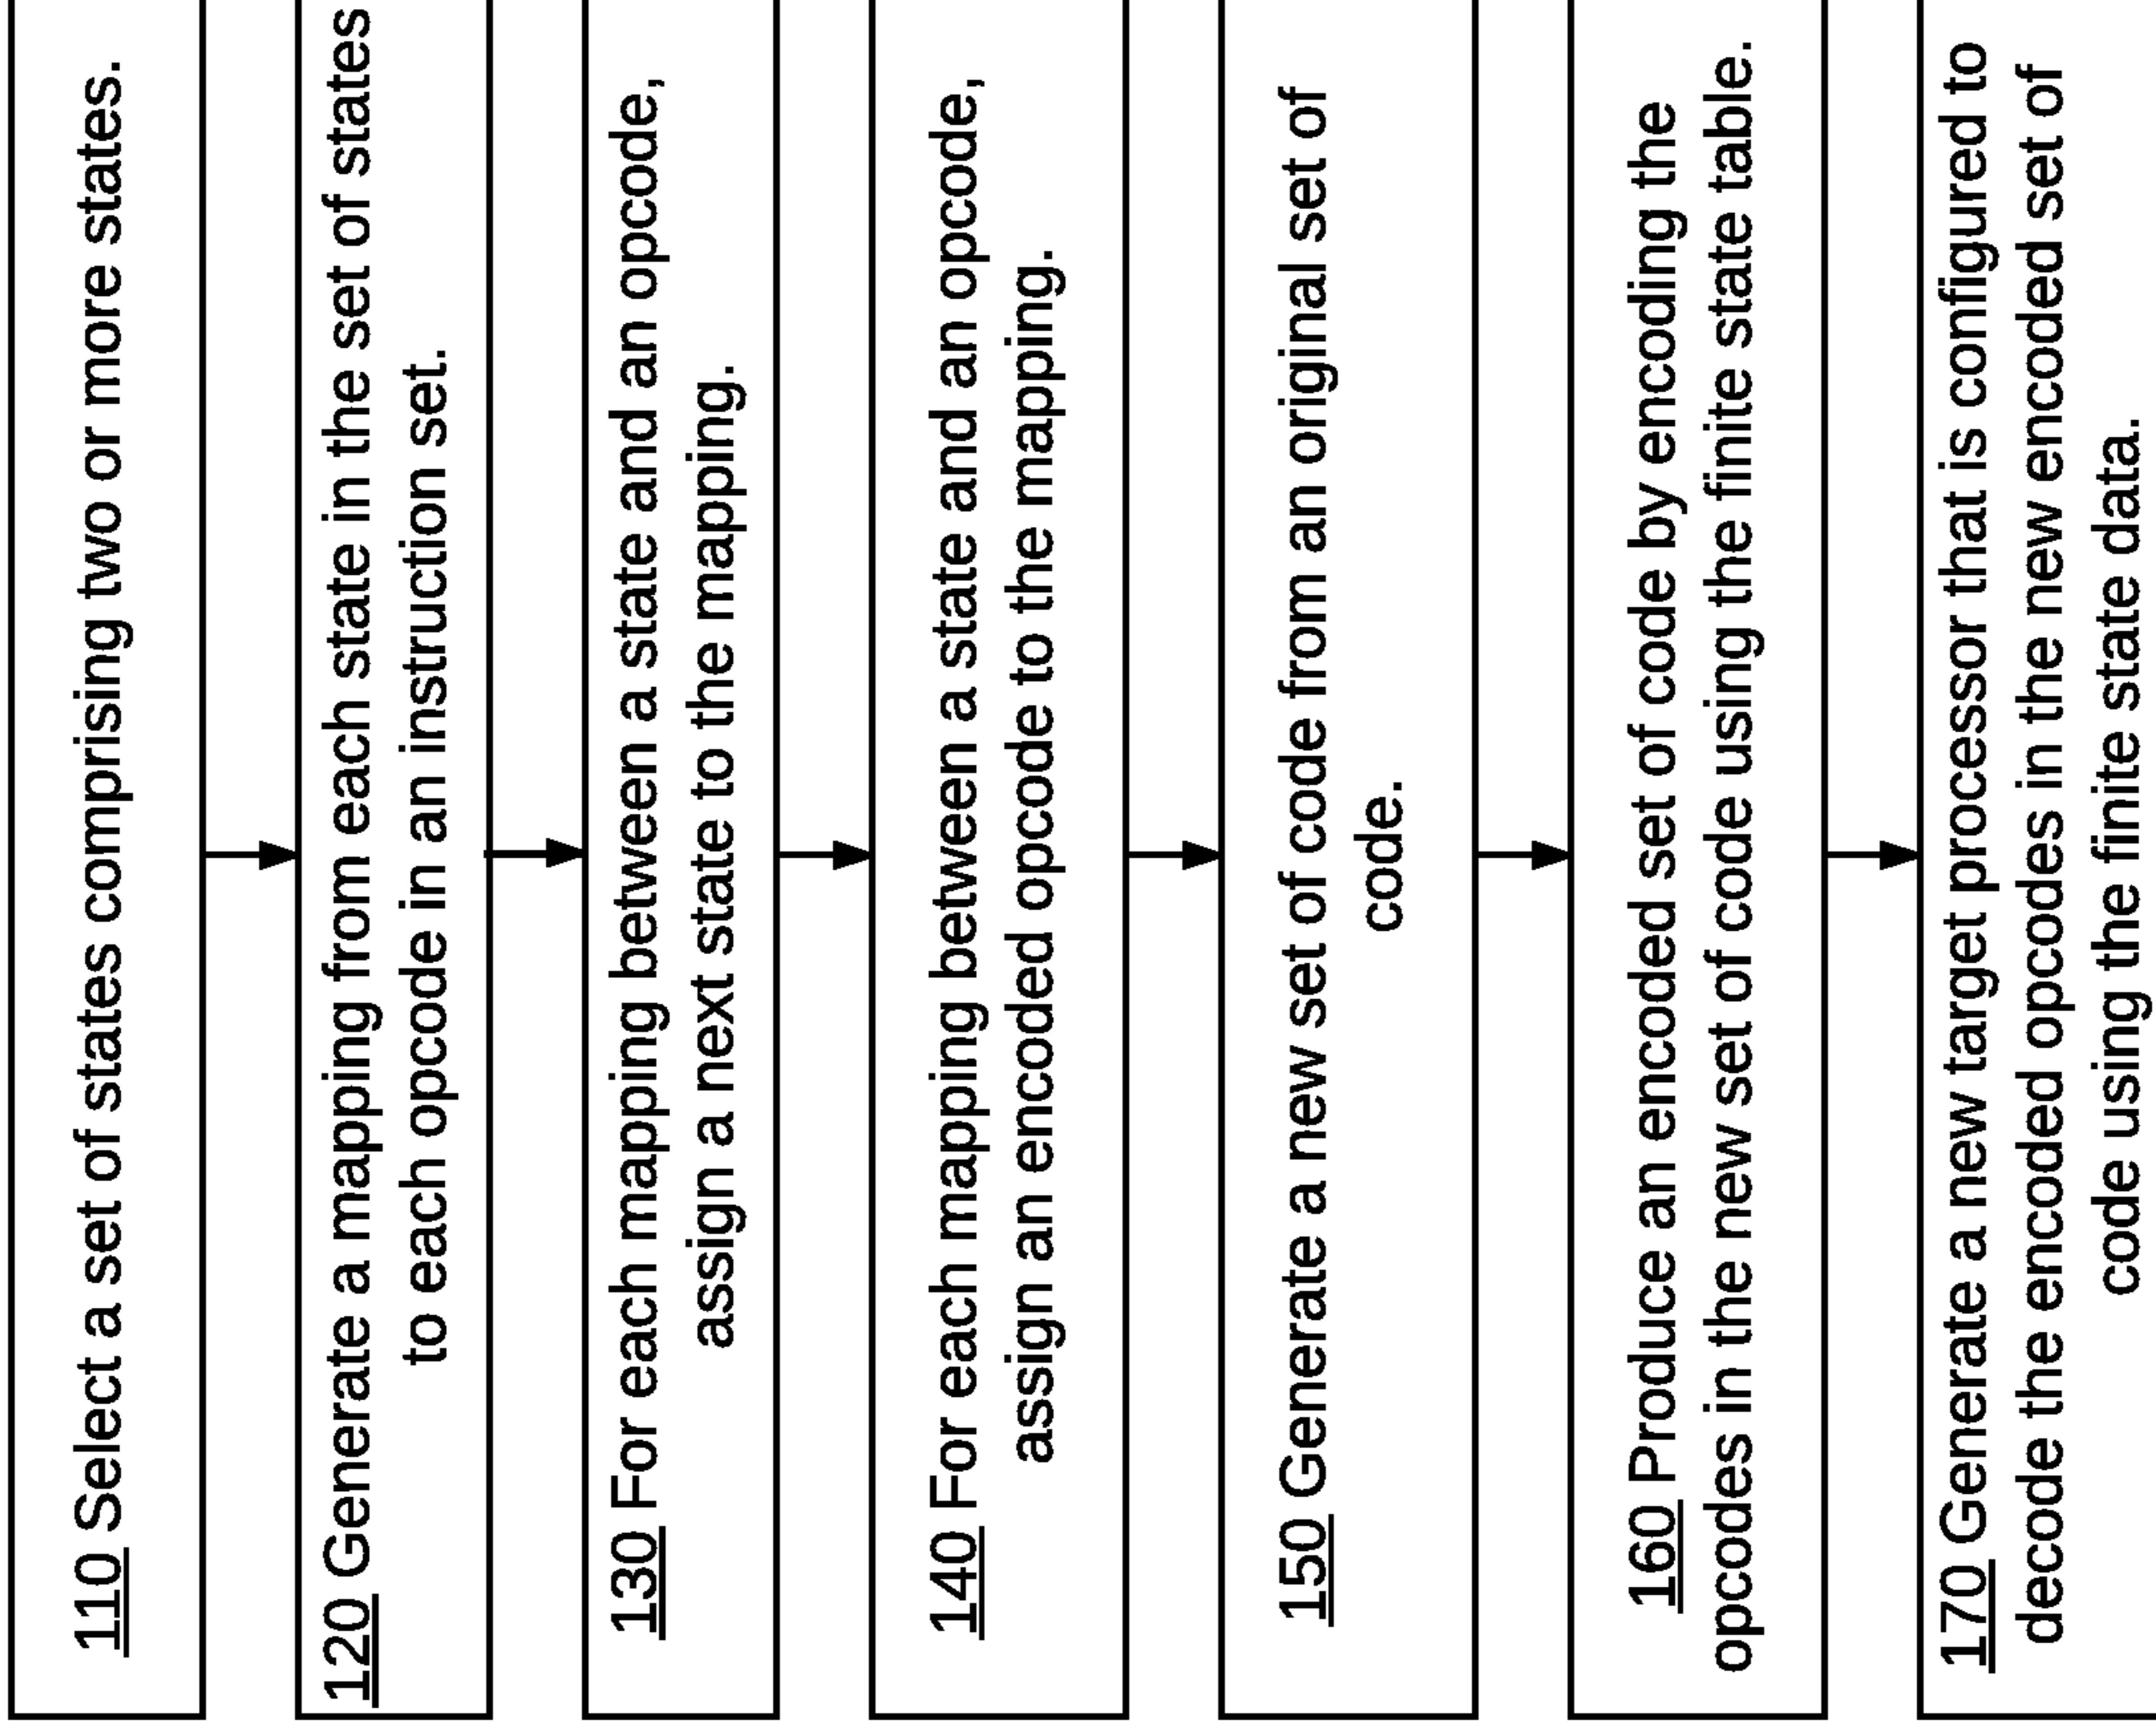 110 Select a set of states comprising two or more states.
120 Generate a mapping from each state in the set of states
to each opcode in an instruction set.
130 For each mapping between a state and an opcode,
assign a next state to the mapping.
140 For each mapping between a state and an opcode,
assign an encoded opcode to the mapping.
150 Generate a new set of code from an original set of
code.
160 Produce an encoded set of code by encoding the
opcodes in the new set of code using the finite state table.
170 Generate a new target processor that is configured to
decode the encoded opcodes in the new encoded set of
code using the finite state data.